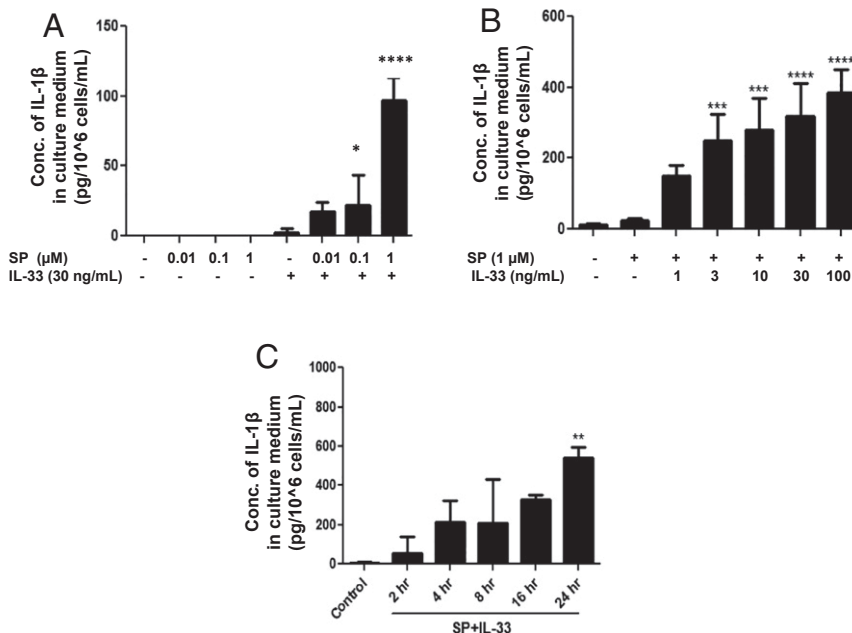 A
Conc. of IL-1β
in culture medium
(pg/10^6 cells/mL)
150
100
50
0
*
****
SP (µM) - 0.01 0.1 1 - 0.01 0.1 1
IL-33 (30 ng/mL) - - - - + + + +
B
Conc. of IL-1β
in culture medium
(pg/10^6 cells/mL)
600
400
200
0
*** *** **** ****
SP (1 µM) - + + + + + +
IL-33 (ng/mL) - - 1 3 10 30 100
C
Conc. of IL-1β
in culture medium
(pg/10^6 cells/mL)
1000
800
600
400
200
0
**
Control 2 hr 4 hr 8 hr 16 hr 24 hr
SP+IL-33